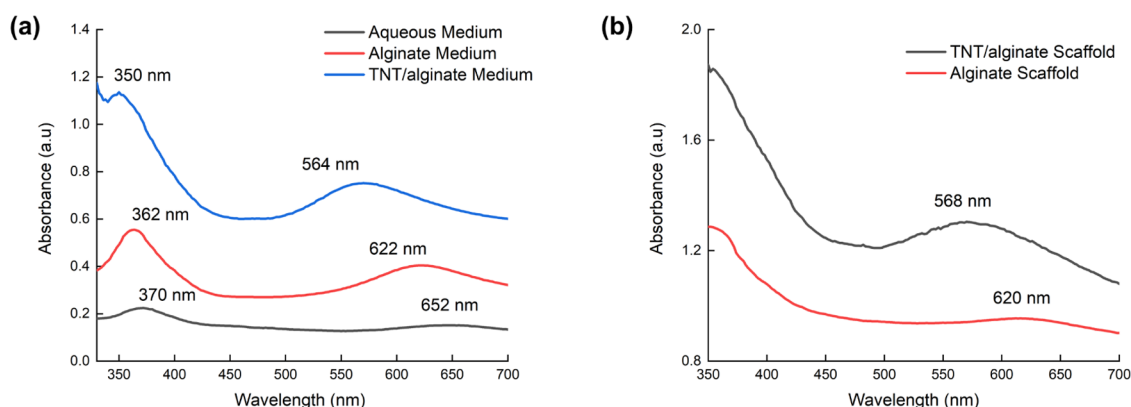 (a)
Aqueous Medium
Alginate Medium
TNT/alginate Medium
350 nm
564 nm
362 nm
622 nm
370 nm
652 nm
1.4
1.2
1.0
0.8
0.6
0.4
0.2
0.0
Absorbance (a.u)
350 400 450 500 550 600 650 700
Wavelength (nm)
(b)
TNT/alginate Scaffold
Alginate Scaffold
568 nm
620 nm
2.0
1.6
1.2
0.8
Absorbance (a.u)
350 400 450 500 550 600 650 700
Wavelength (nm)